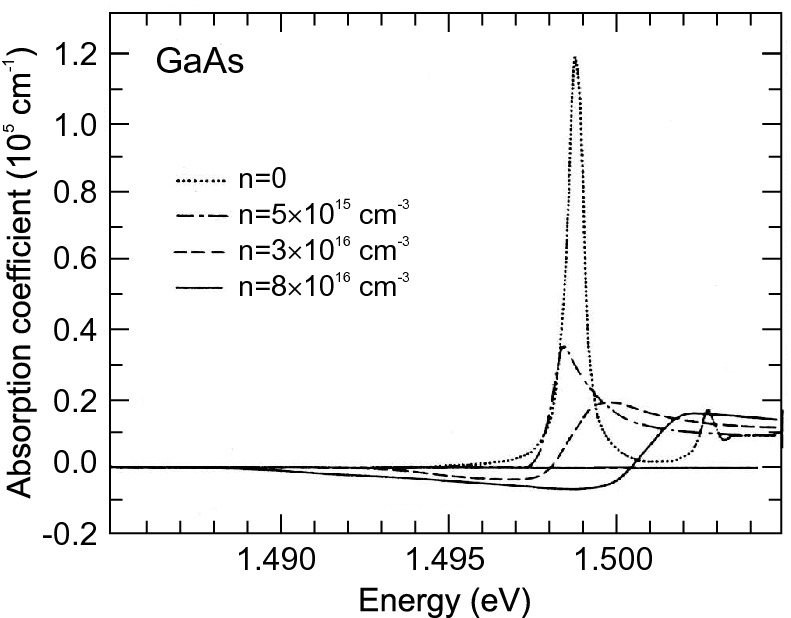 GaAs
n=0
n=5×10¹⁵ cm⁻³
n=3×10¹⁶ cm⁻³
n=8×10¹⁶ cm⁻³
Absorption coefficient (10⁵ cm⁻¹)
1.2
1.0
0.8
0.6
0.4
0.2
0.0
-0.2
1.490 1.495 1.500
Energy (eV)